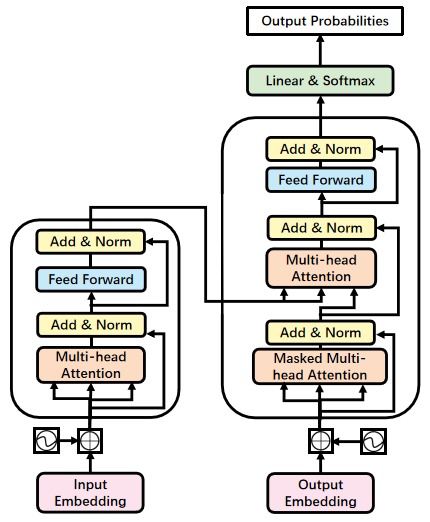 Output Probabilities
Linear & Softmax
Add & Norm
Feed Forward
Add & Norm
Multi-head
Attention
Add & Norm
Masked Multi-
head Attention
Output
Embedding
Add & Norm
Feed Forward
Add & Norm
Multi-head
Attention
Input
Embedding